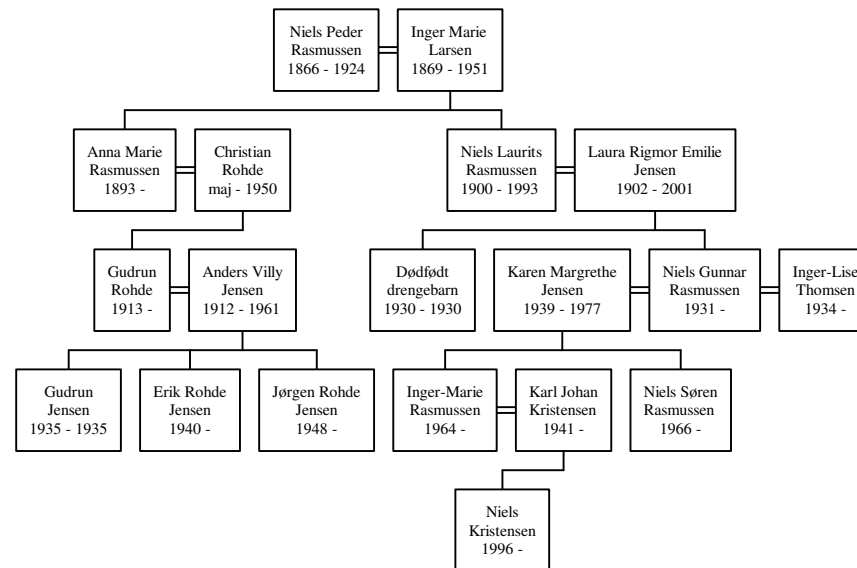 Niels Peder
Rasmussen
1866 - 1924
Inger Marie
Larsen
1869 - 1951
Anna Marie
Rasmussen
1893 -
Christian
Rohde
maj - 1950
Niels Laurits
Rasmussen
1900 - 1993
Laura Rigmor Emilie
Jensen
1902 - 2001
Gudrun
Rohde
1913 -
Anders Villy
Jensen
1912 - 1961
Dødfødt
drengebarn
1930 - 1930
Karen Margrethe
Jensen
1939 - 1977
Niels Gunnar
Rasmussen
1931 -
Inger-Lise
Thomsen
1934 -
Gudrun
Jensen
1935 - 1935
Erik Rohde
Jensen
1940 -
Jørgen Rohde
Jensen
1948 -
Inger-Marie
Rasmussen
1964 -
Karl Johan
Kristensen
1941 -
Niels Søren
Rasmussen
1966 -
Niels
Kristensen
1996 -